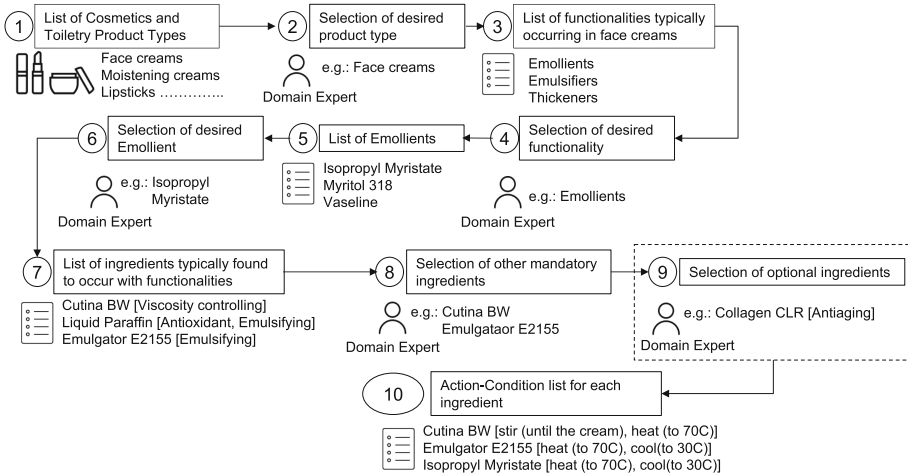 1
List of Cosmetics and
Toiletry Product Types
Face creams
Moistening creams
Lipsticks .............
2
Selection of desired
product type
e.g.: Face creams
Domain Expert
3
List of functionalities typically
occurring in face creams
Emollients
Emulsifiers
Thickeners
4
Selection of desired
functionality
e.g.: Emollients
Domain Expert
5
List of Emollients
Isopropyl Myristate
Myritol 318
Vaseline
6
Selection of desired
Emollient
e.g.: Isopropyl
Myristate
Domain Expert
7
List of ingredients typically found
to occur with functionalities
Cutina BW [Viscosity controlling]
Liquid Paraffin [Antioxidant, Emulsifying]
Emulgator E2155 [Emulsifying]
8
Selection of other mandatory
ingredients
e.g.: Cutina BW
Emulgataor E2155
Domain Expert
9
Selection of optional ingredients
e.g.: Collagen CLR [Antiaging]
Domain Expert
10
Action-Condition list for each
ingredient
Cutina BW [stir (until the cream), heat (to 70C)]
Emulgator E2155 [heat (to 70C), cool(to 30C)]
Isopropyl Myristate [heat (to 70C), cool(to 30C)]